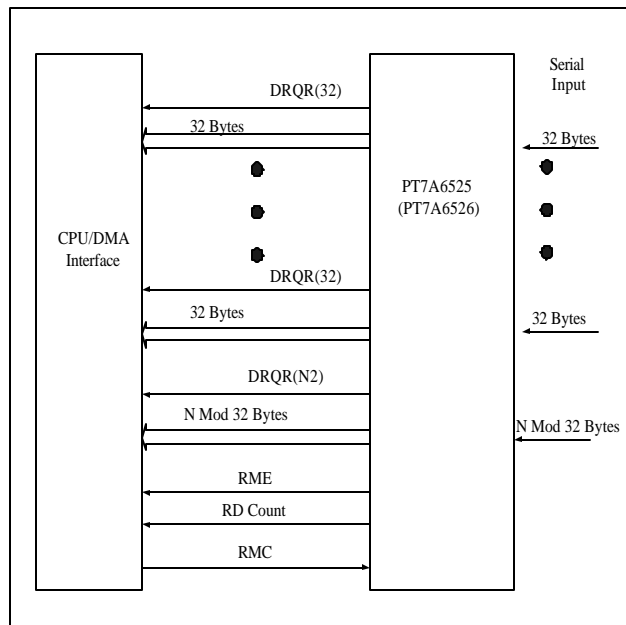 DRQR(32)
Serial
Input
32 Bytes
32 Bytes
PT7A6525
(PT7A6526)
CPU/DMA
Interface
DRQR(32)
32 Bytes
32 Bytes
DRQR(N2)
N Mod 32 Bytes
N Mod 32 Bytes
RME
RD Count
RMC